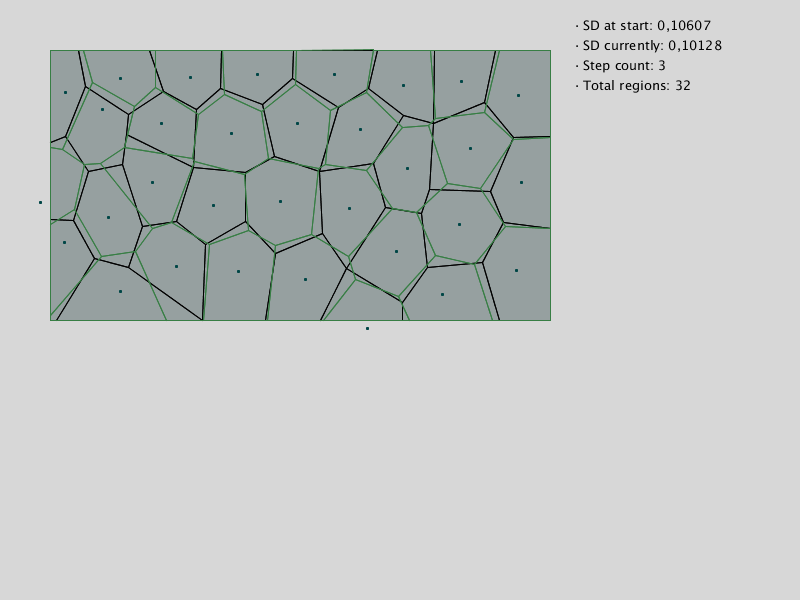 · SD at start: 0,10607
· SD currently: 0,10128
· Step count: 3
· Total regions: 32